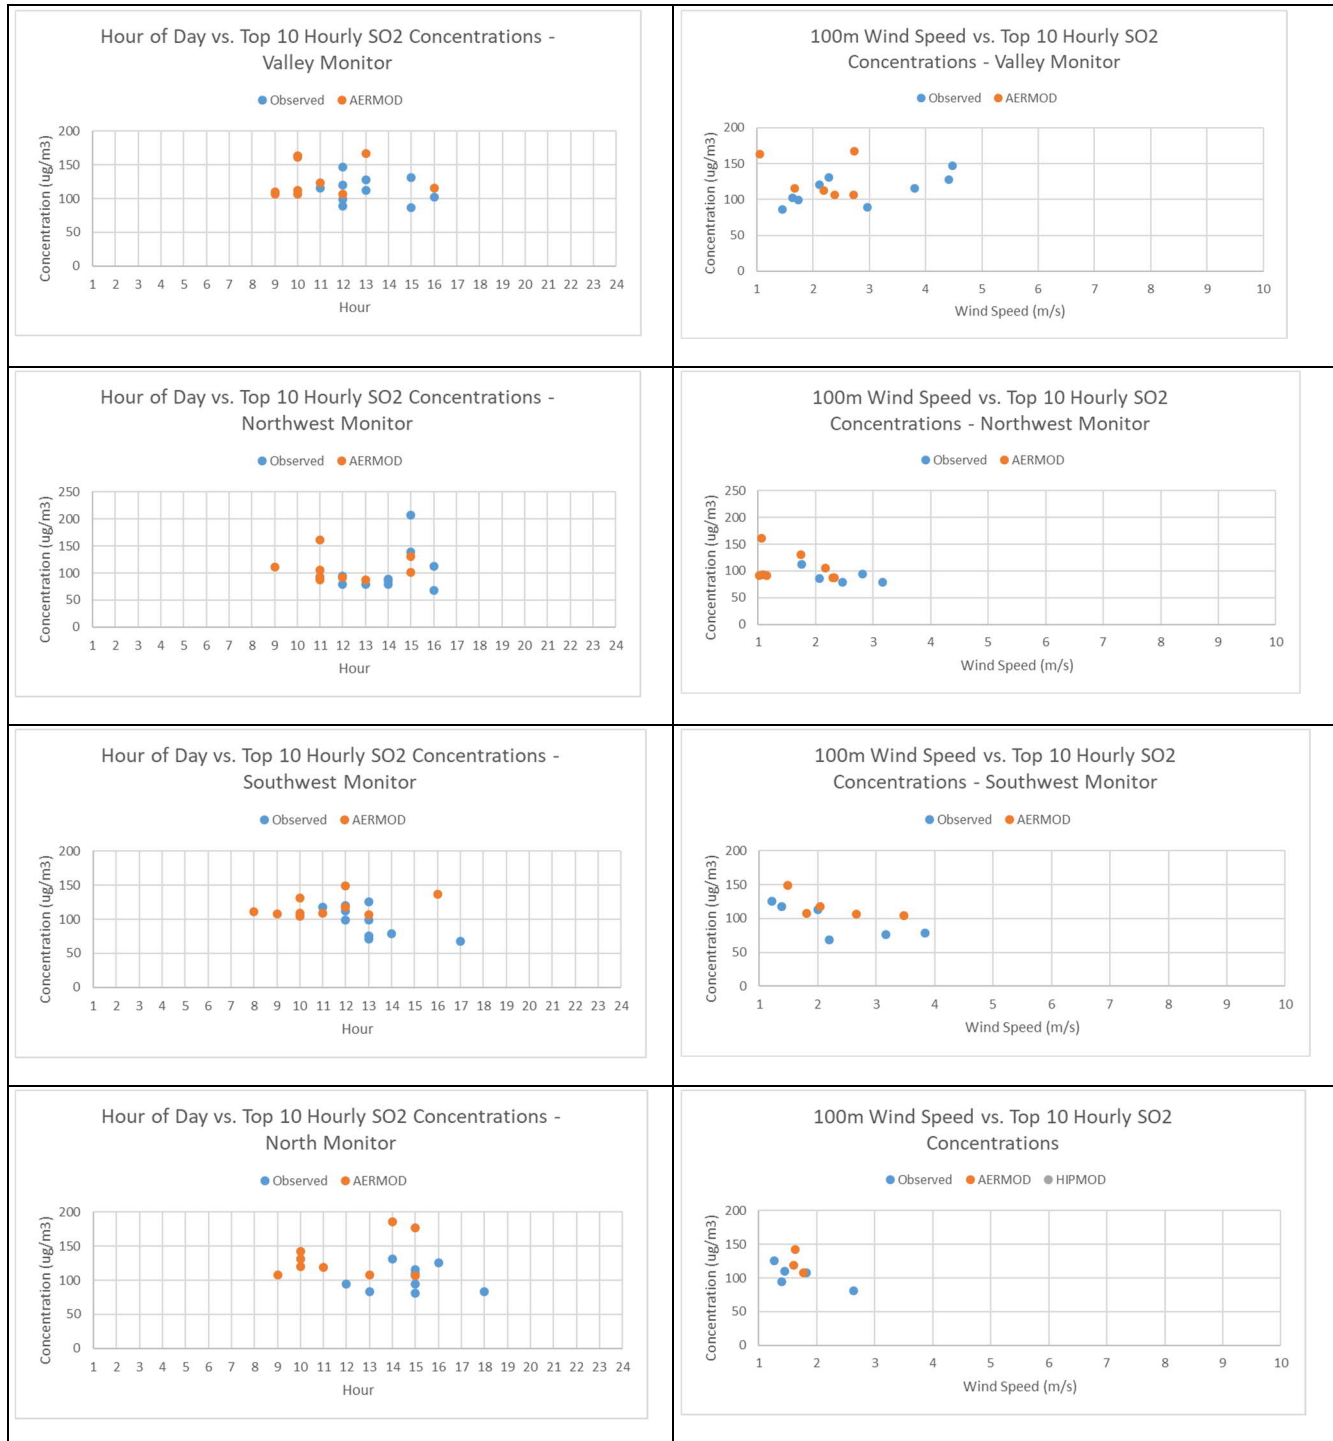 Hour of Day vs. Top 10 Hourly SO2 Concentrations -
Valley Monitor
Observed AERMOD
Concentration (ug/m3)
200
150
100
50
0
1 2 3 4 5 6 7 8 9 10 11 12 13 14 15 16 17 18 19 20 21 22 23 24
Hour
100m Wind Speed vs. Top 10 Hourly SO2
Concentrations - Valley Monitor
Observed AERMOD
Concentration (ug/m3)
200
150
100
50
0
1 2 3 4 5 6 7 8 9 10
Wind Speed (m/s)
Hour of Day vs. Top 10 Hourly SO2 Concentrations -
Northwest Monitor
Observed AERMOD
Concentration (ug/m3)
250
200
150
100
50
0
1 2 3 4 5 6 7 8 9 10 11 12 13 14 15 16 17 18 19 20 21 22 23 24
Hour
100m Wind Speed vs. Top 10 Hourly SO2
Concentrations - Northwest Monitor
Observed AERMOD
Concentration (ug/m3)
250
200
150
100
50
0
1 2 3 4 5 6 7 8 9 10
Wind Speed (m/s)
Hour of Day vs. Top 10 Hourly SO2 Concentrations -
Southwest Monitor
Observed AERMOD
Concentration (ug/m3)
200
150
100
50
0
1 2 3 4 5 6 7 8 9 10 11 12 13 14 15 16 17 18 19 20 21 22 23 24
Hour
100m Wind Speed vs. Top 10 Hourly SO2
Concentrations - Southwest Monitor
Observed AERMOD
Concentration (ug/m3)
200
150
100
50
0
1 2 3 4 5 6 7 8 9 10
Wind Speed (m/s)
Hour of Day vs. Top 10 Hourly SO2 Concentrations -
North Monitor
Observed AERMOD
Concentration (ug/m3)
200
150
100
50
0
1 2 3 4 5 6 7 8 9 10 11 12 13 14 15 16 17 18 19 20 21 22 23 24
Hour
100m Wind Speed vs. Top 10 Hourly SO2
Concentrations
Observed AERMOD HIPMOD
Concentration (ug/m3)
200
150
100
50
0
1 2 3 4 5 6 7 8 9 10
Wind Speed (m/s)